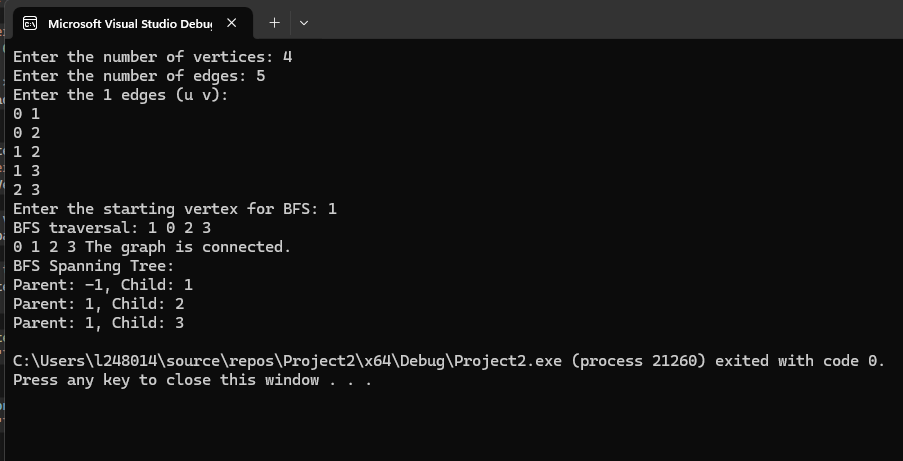 Microsoft Visual Studio Debu
Enter the number of vertices: 4
Enter the number of edges: 5
Enter the 1 edges (u v):
0 1
0 2
1 2
1 3
2 3
Enter the starting vertex for BFS: 1
BFS traversal: 1 0 2 3
0 1 2 3 The graph is connected.
BFS Spanning Tree:
Parent: -1, Child: 1
Parent: 1, Child: 2
Parent: 1, Child: 3
C:\Users\l248014\source\repos\Project2\x64\Debug\Project2.exe (process 21260) exited with code 0.
Press any key to close this window . . .